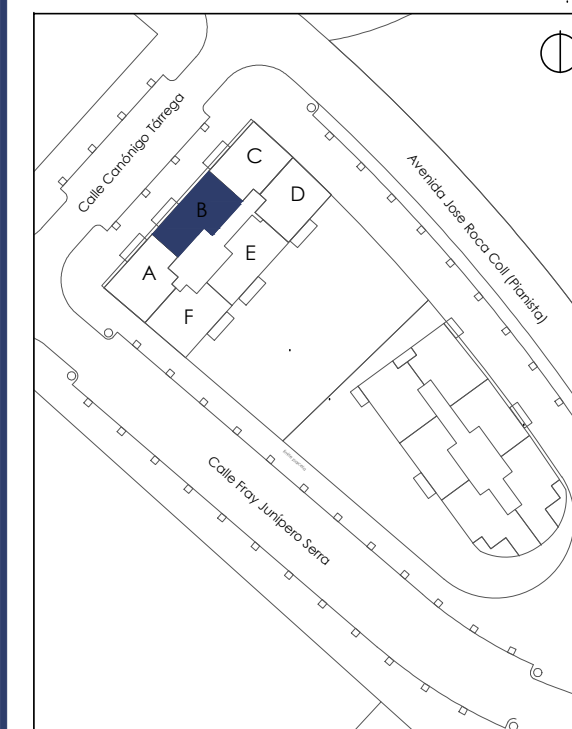 Calle Canónigo Tárrega
Avenida Jose Roca Coll (Pianista)
C
D
B
E
A
F
Calle Fray Junípero Serra